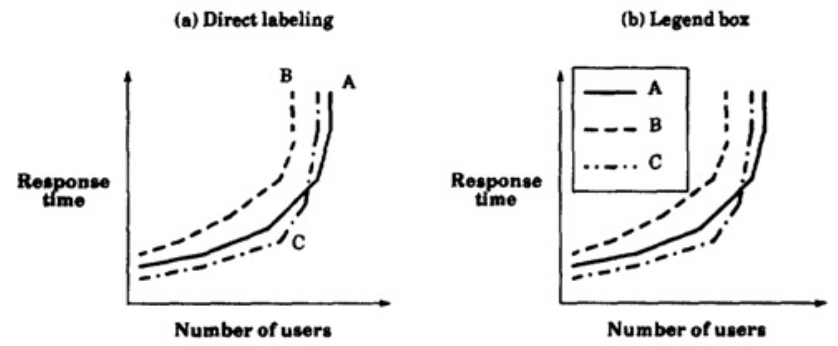 (a) Direct labeling
B
A
Response
time
C
Number of users
(b) Legend box
A
B
C
Response
time
Number of users